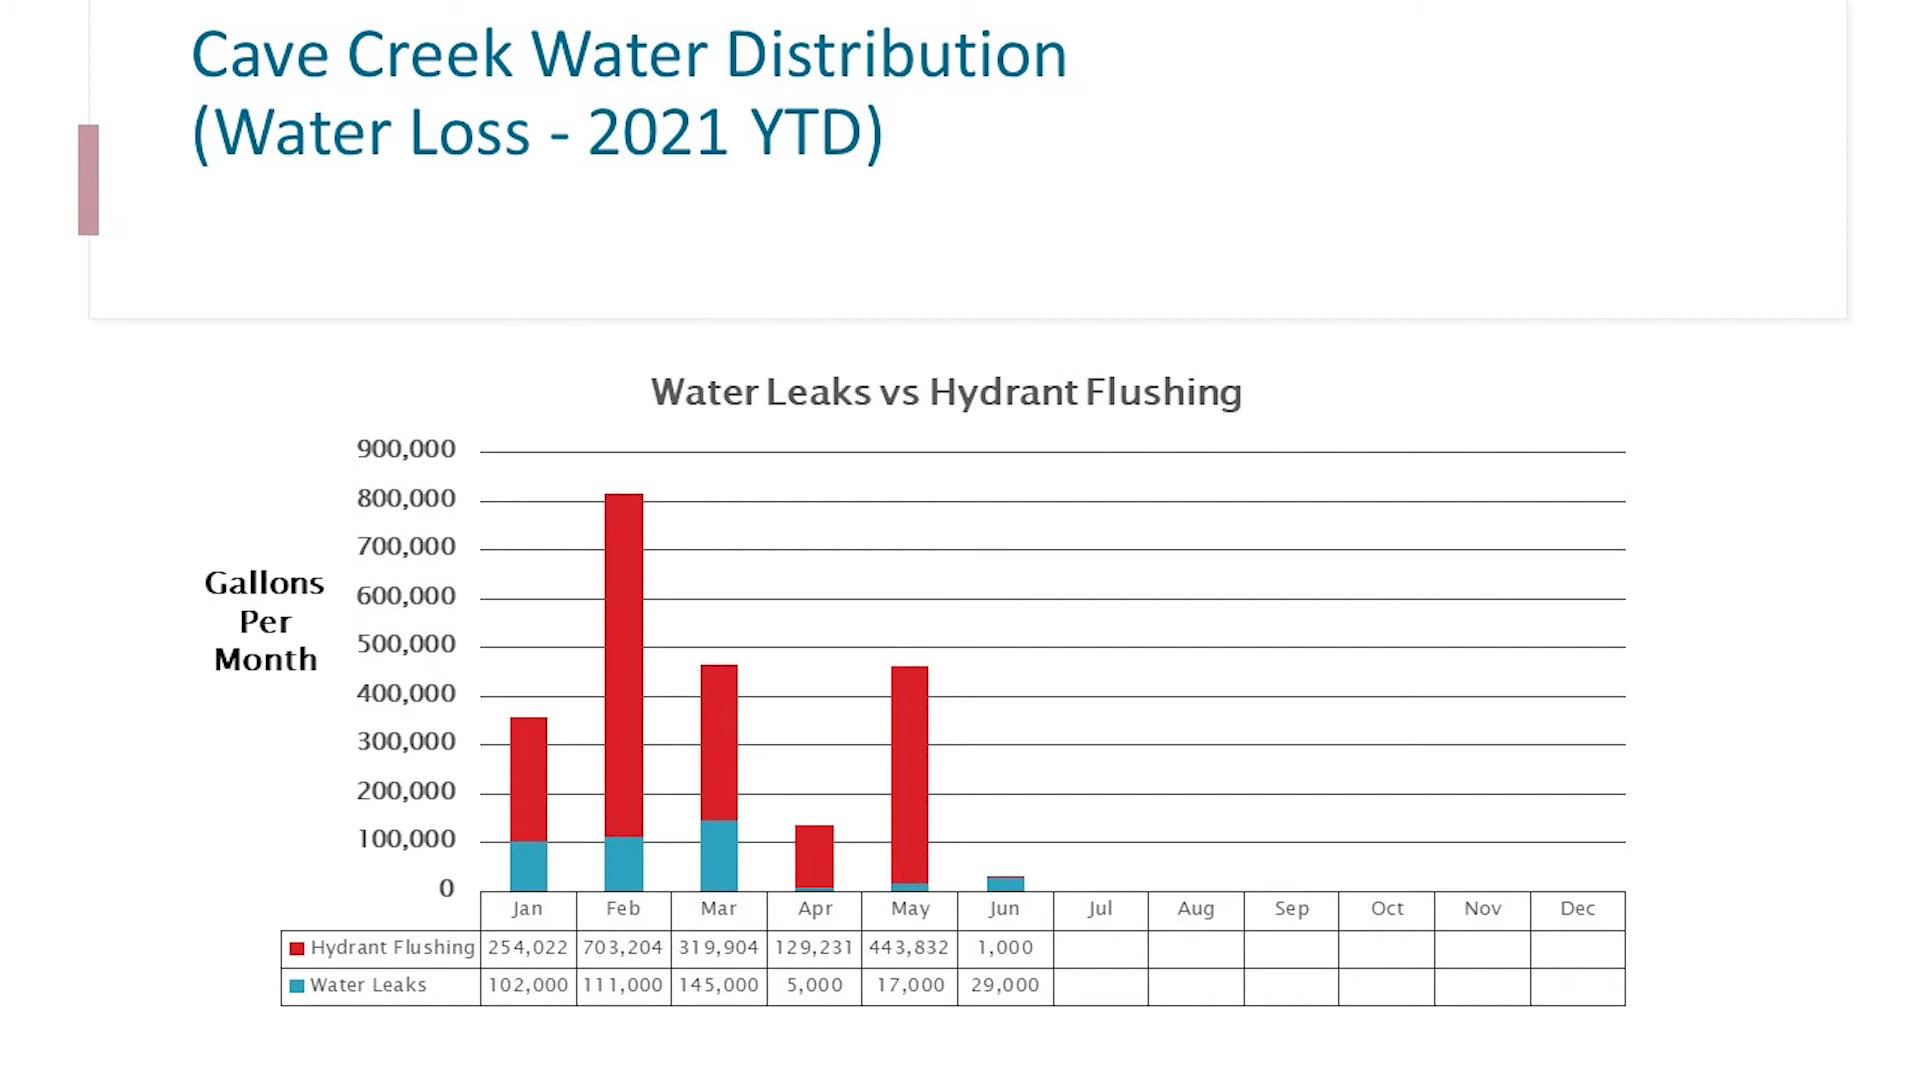 Cave Creek Water Distribution
(Water Loss - 2021 YTD)
Water Leaks vs Hydrant Flushing
Gallons
Per
Month
900,000
800,000
700,000
600,000
500,000
400,000
300,000
200,000
100,000
0
Jan Feb Mar Apr May Jun Jul Aug Sep Oct Nov Dec
Hydrant Flushing 254,022 703,204 319,904 129,231 443,832 1,000
Water Leaks 102,000 111,000 145,000 5,000 17,000 29,000